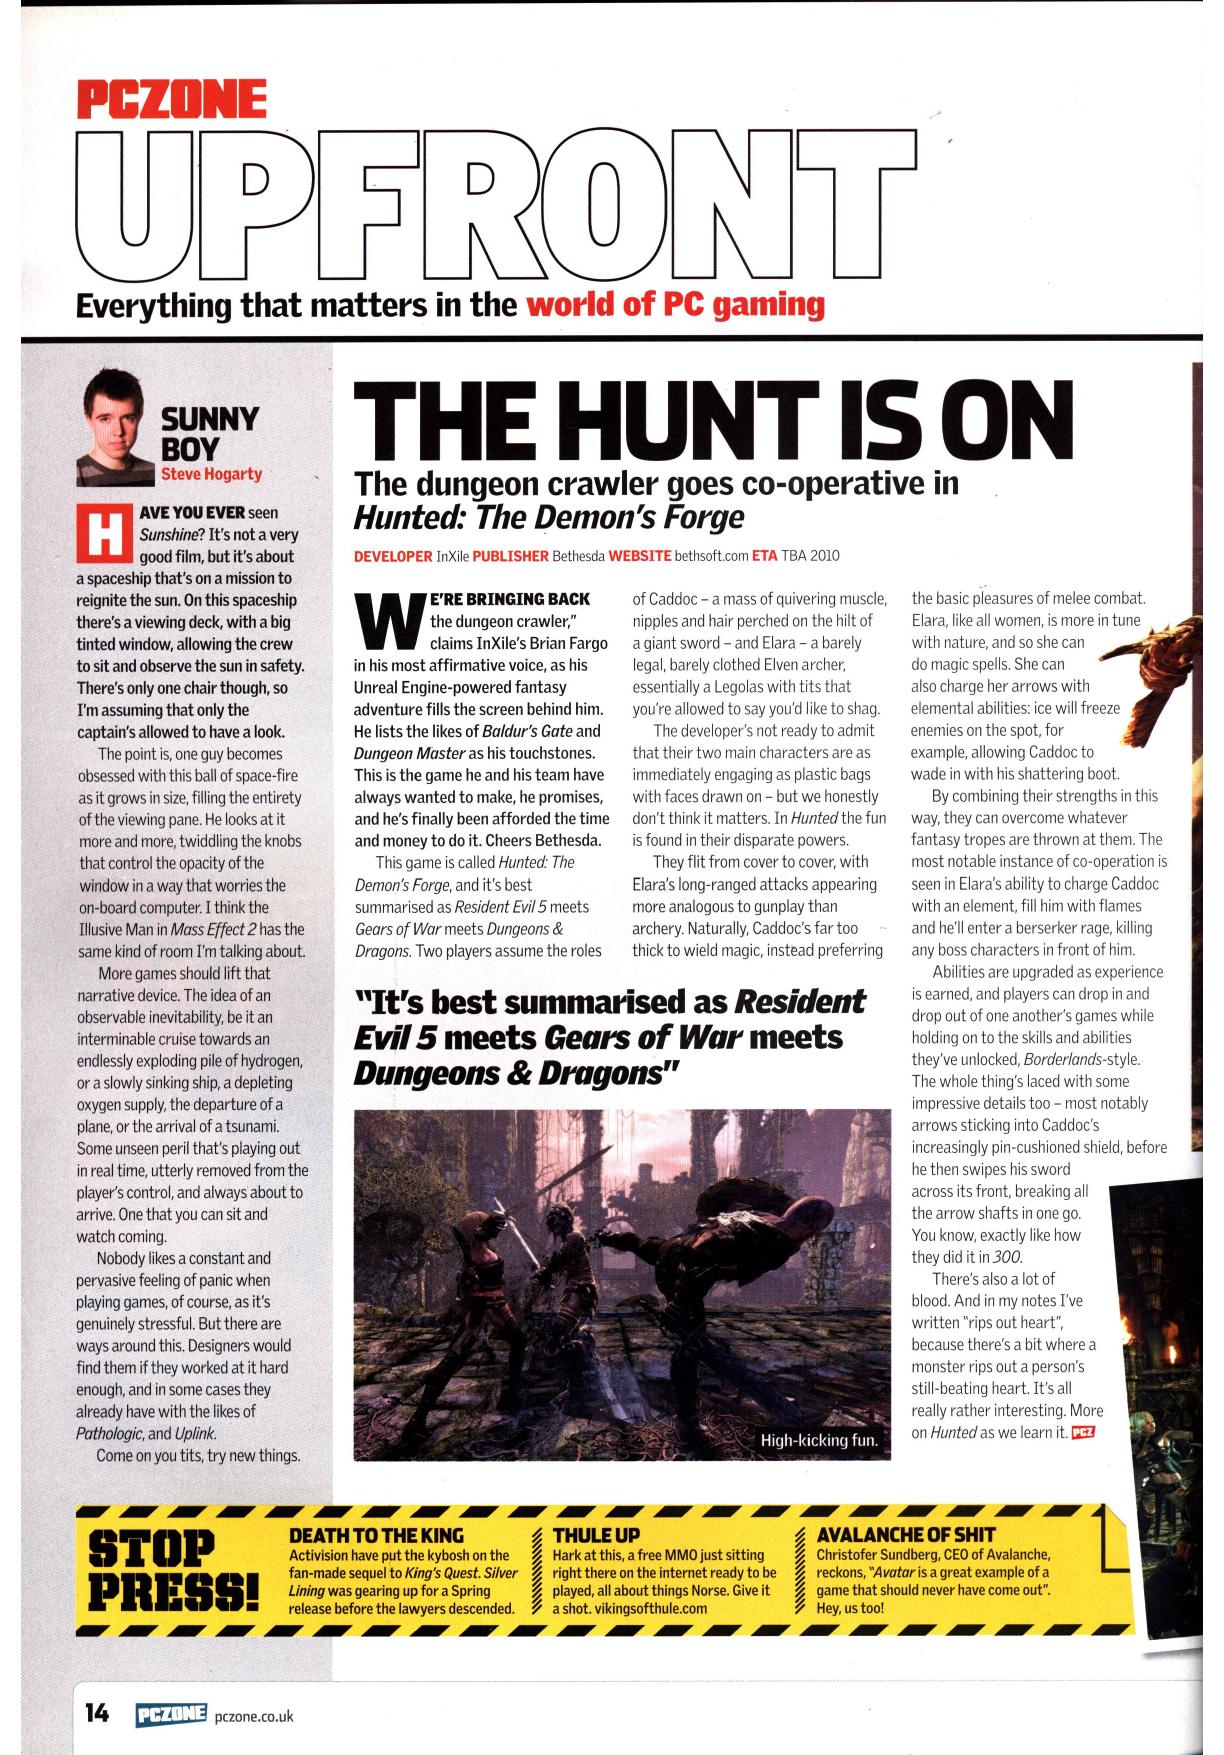 PCZONE
UPFRONT
Everything that matters in the world of PC gaming
SUNNY
BOY
Steve Hogarty
HAVE YOU EVER seen
Sunshine? It's not a very
good film, but it's about
a spaceship that's on a mission to
reignite the sun. On this spaceship
there's a viewing deck, with a big
tinted window, allowing the crew
to sit and observe the sun in safety.
There's only one chair though, so
I'm assuming that only the
captain's allowed to have a look.
The point is, one guy becomes
obsessed with this ball of space-fire
as it grows in size, filling the entirety
of the viewing pane. He looks at it
more and more, twiddling the knobs
that control the opacity of the
window in a way that worries the
on-board computer. I think the
Illusive Man in Mass Effect 2 has the
same kind of room I'm talking about.
More games should lift that
narrative device. The idea of an
observable inevitability, be it an
interminable cruise towards an
endlessly exploding pile of hydrogen,
or a slowly sinking ship, a depleting
oxygen supply, the departure of a
plane, or the arrival of a tsunami.
Some unseen peril that's playing out
in real time, utterly removed from the
player's control, and always about to
arrive. One that you can sit and
watch coming.
Nobody likes a constant and
pervasive feeling of panic when
playing games, of course, as it's
genuinely stressful. But there are
ways around this. Designers would
find them if they worked at it hard
enough, and in some cases they
already have with the likes of
Pathologic, and Uplink.
Come on you tits, try new things.
THE HUNT IS ON
The dungeon crawler goes co-operative in
Hunted: The Demon's Forge
DEVELOPER InXile PUBLISHER Bethesda WEBSITE bethsoft.com ETA TBA 2010
WE'RE BRINGING BACK
the dungeon crawler,"
claims InXile's Brian Fargo
in his most affirmative voice, as his
Unreal Engine-powered fantasy
adventure fills the screen behind him.
He lists the likes of Baldur's Gate and
Dungeon Master as his touchstones.
This is the game he and his team have
always wanted to make, he promises,
and he's finally been afforded the time
and money to do it. Cheers Bethesda.
This game is called Hunted: The
Demon's Forge, and it's best
summarised as Resident Evil 5 meets
Gears of War meets Dungeons &
Dragons. Two players assume the roles
of Caddoc – a mass of quivering muscle,
nipples and hair perched on the hilt of
a giant sword – and Elara – a barely
legal, barely clothed Elven archer,
essentially a Legolas with tits that
you're allowed to say you'd like to shag.
The developer's not ready to admit
that their two main characters are as
immediately engaging as plastic bags
with faces drawn on – but we honestly
don't think it matters. In Hunted the fun
is found in their disparate powers.
They flit from cover to cover, with
Elara's long-ranged attacks appearing
more analogous to gunplay than
archery. Naturally, Caddoc's far too
thick to wield magic, instead preferring
the basic pleasures of melee combat.
Elara, like all women, is more in tune
with nature, and so she can
do magic spells. She can
also charge her arrows with
elemental abilities: ice will freeze
enemies on the spot, for
example, allowing Caddoc to
wade in with his shattering boot.
By combining their strengths in this
way, they can overcome whatever
fantasy tropes are thrown at them. The
most notable instance of co-operation is
seen in Elara's ability to charge Caddoc
with an element, fill him with flames
and he'll enter a berserker rage, killing
any boss characters in front of him.
Abilities are upgraded as experience
is earned, and players can drop in and
drop out of one another's games while
holding on to the skills and abilities
they've unlocked, Borderlands-style.
The whole thing's laced with some
impressive details too – most notably
arrows sticking into Caddoc's
increasingly pin-cushioned shield, before
he then swipes his sword
across its front, breaking all
the arrow shafts in one go.
You know, exactly like how
they did it in 300.
There's also a lot of
blood. And in my notes I've
written "rips out heart",
because there's a bit where a
monster rips out a person's
still-beating heart. It's all
really rather interesting. More
on Hunted as we learn it. PCZ
"It's best summarised as Resident
Evil 5 meets Gears of War meets
Dungeons & Dragons"
High-kicking fun.
STOP
PRESS!
DEATH TO THE KING
Activision have put the kybosh on the
fan-made sequel to King's Quest. Silver
Lining was gearing up for a Spring
release before the lawyers descended.
THULE UP
Hark at this, a free MMO just sitting
right there on the internet ready to be
played, all about things Norse. Give it
a shot. vikingsofthule.com
AVALANCHE OF SHIT
Christofer Sundberg, CEO of Avalanche,
reckons, "Avatar is a great example of a
game that should never have come out".
Hey, us too!
14 PCZONE pczone.co.uk